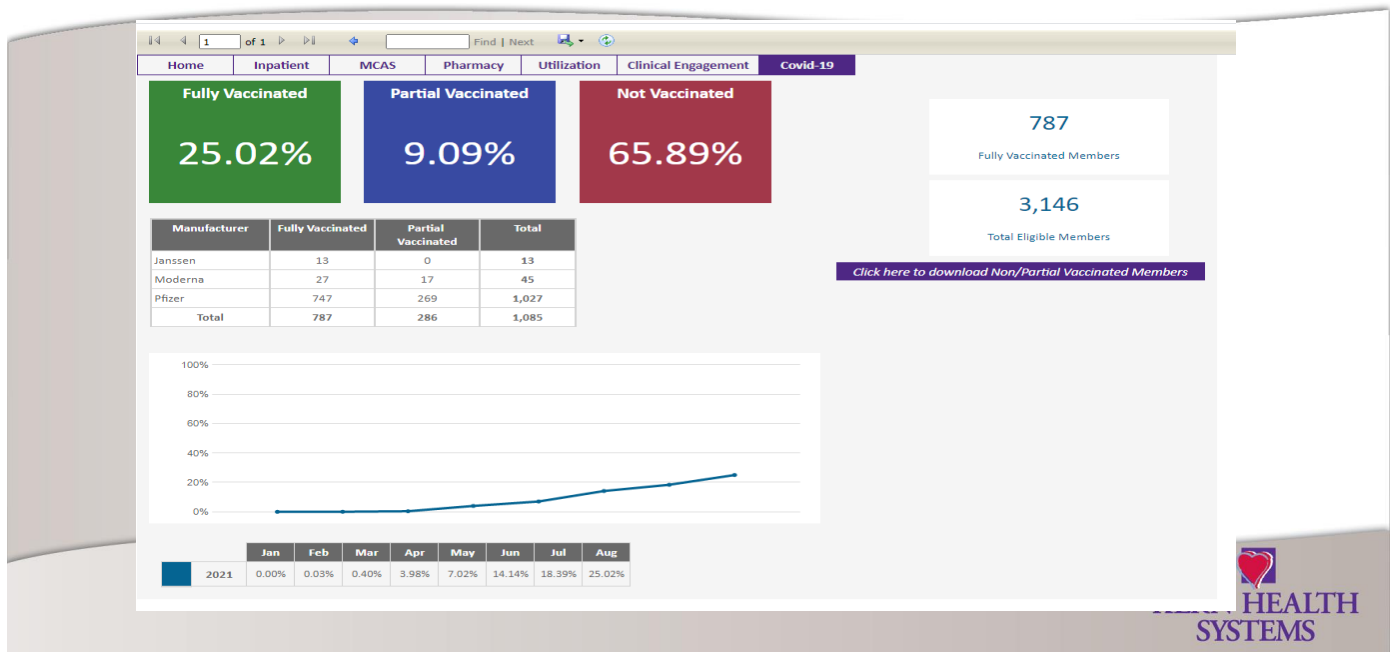 1 of 1 Find | Next
Home Inpatient MCAS Pharmacy Utilization Clinical Engagement Covid-19
Fully Vaccinated Partial Vaccinated Not Vaccinated
25.02% 9.09% 65.89%
787
Fully Vaccinated Members
3,146
Total Eligible Members
Click here to download Non/Partial Vaccinated Members
Manufacturer Fully Vaccinated Partial Vaccinated Total
Janssen 13 0 13
Moderna 27 17 45
Pfizer 747 269 1,027
Total 787 286 1,085
100%
80%
60%
40%
20%
0%
Jan Feb Mar Apr May Jun Jul Aug
2021 0.00% 0.03% 0.40% 3.98% 7.02% 14.14% 18.39% 25.02%
HEALTH
SYSTEMS